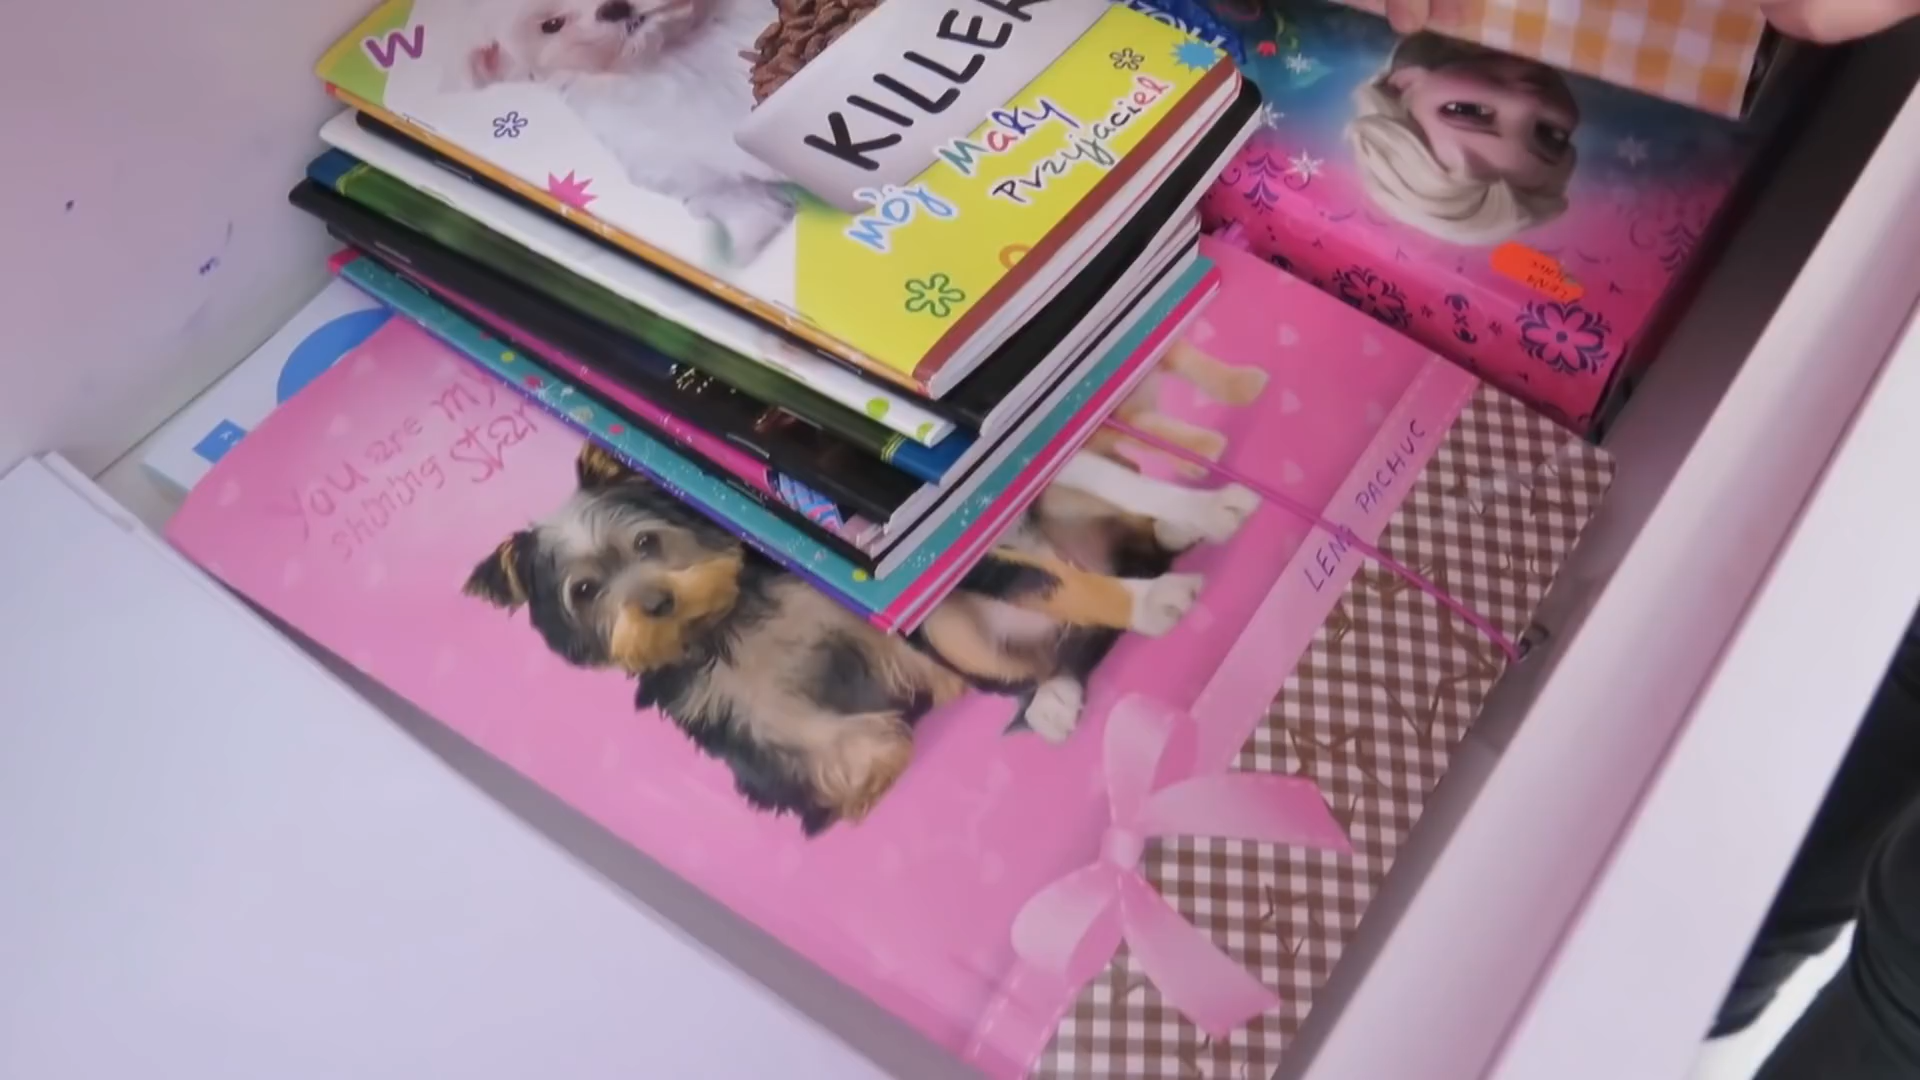 W
KILLER
Mój Mały
Przyjaciel
you are my
shining star
LENA PACHUC